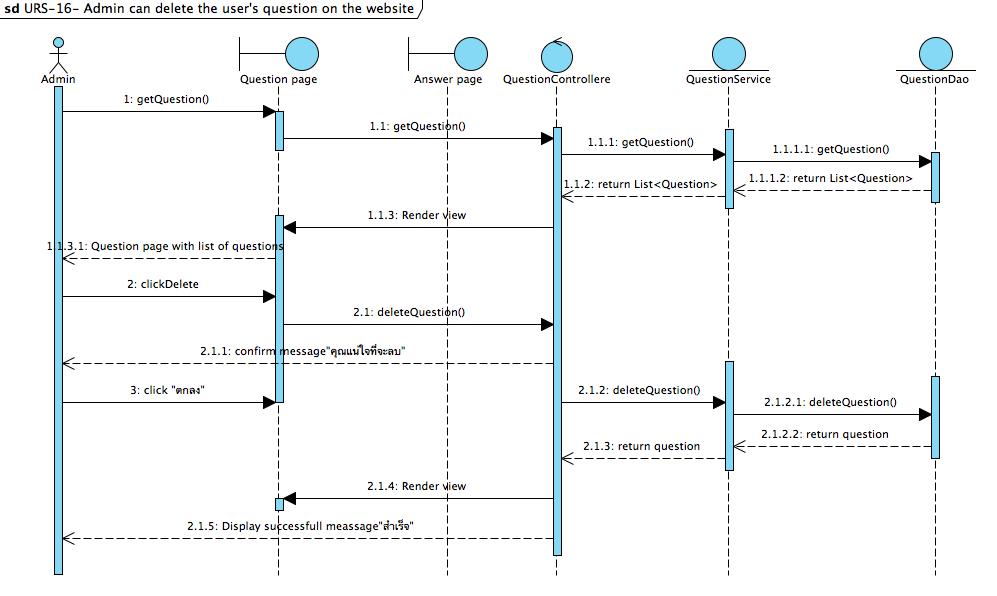 sd URS-16- Admin can delete the user's question on the website
Admin
Question page
Answer page
QuestionControllere
QuestionService
QuestionDao
1: getQuestion()
1.1: getQuestion()
1.1.1: getQuestion()
1.1.1.1: getQuestion()
1.1.1.2: return List<Question>
1.1.2: return List<Question>
1.1.3: Render view
1.1.3.1: Question page with list of questions
2: clickDelete
2.1: deleteQuestion()
2.1.1: confirm message"คุณแน่ใจที่จะลบ"
3: click "ตกลง"
2.1.2: deleteQuestion()
2.1.2.1: deleteQuestion()
2.1.2.2: return question
2.1.3: return question
2.1.4: Render view
2.1.5: Display successfull meassage"สำเร็จ"